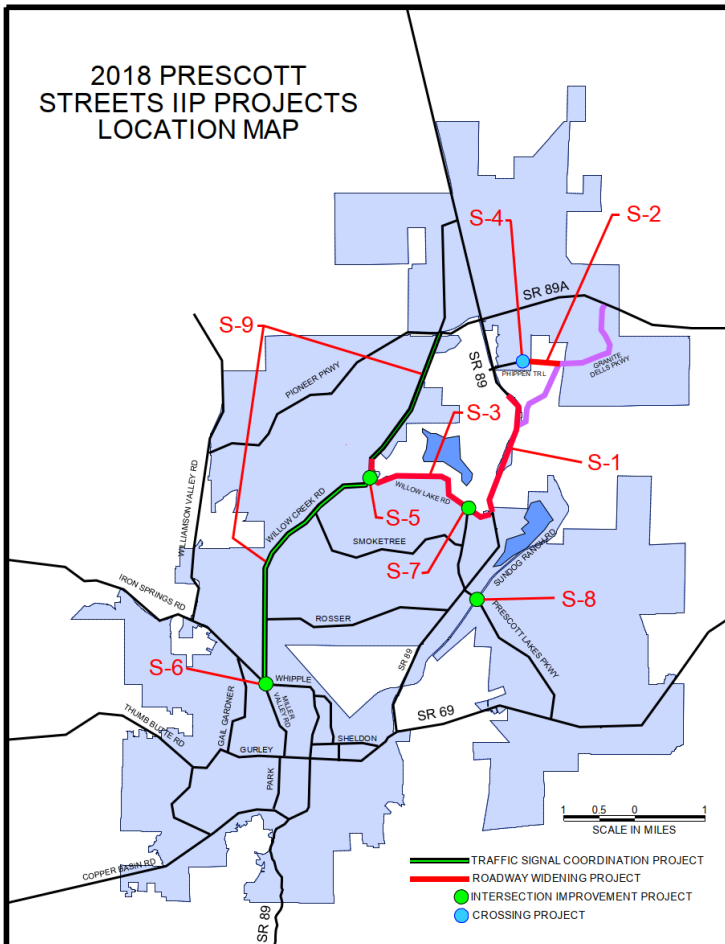 2018 PRESCOTT
STREETS IIP PROJECTS
LOCATION MAP
S-4
S-2
SR 89A
S-9
GRANITE
DELLS PKWY
PHIPPEN TRL
SR 89
PIONEER PKWY
S-3
S-1
WILLIAMSON VALLEY RD
WILLOW LAKE RD
WILLOW CREEK RD
S-5
SMOKETREE
S-7
SUNDOG RANCH RD
IRON SPRINGS RD
S-8
PRESCOTT LAKES PKWY
ROSSER
SR 89
S-6
WHIPPLE
GAIL GARDNER
MILLER
VALLEY RD
THUMB BUTTE RD
SR 69
SHELDON
GURLEY
PARK
1 0.5 0 1
SCALE IN MILES
COPPER BASIN RD
TRAFFIC SIGNAL COORDINATION PROJECT
ROADWAY WIDENING PROJECT
INTERSECTION IMPROVEMENT PROJECT
CROSSING PROJECT
SR 89